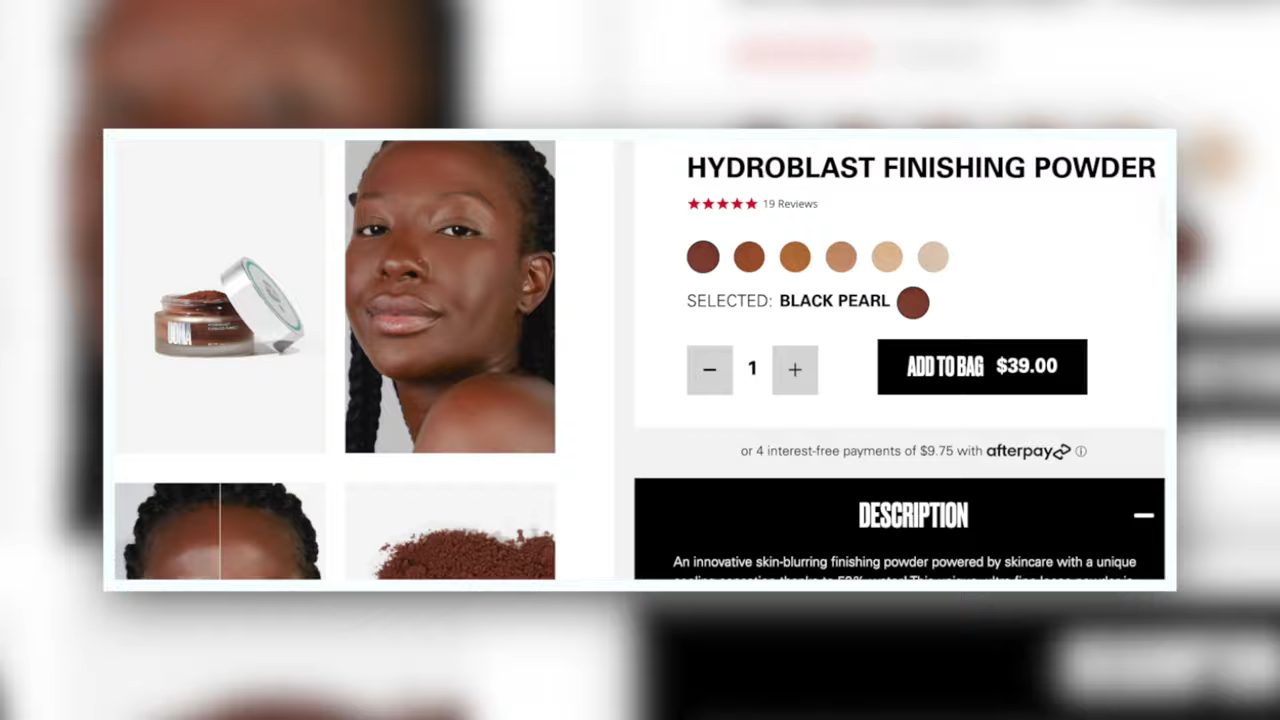 HYDROBLAST FINISHING POWDER
19 Reviews
SELECTED: BLACK PEARL
− 1 +
ADD TO BAG $39.00
or 4 interest-free payments of $9.75 with afterpay
DESCRIPTION
An innovative skin-blurring finishing powder powered by skincare with a unique
UOMA